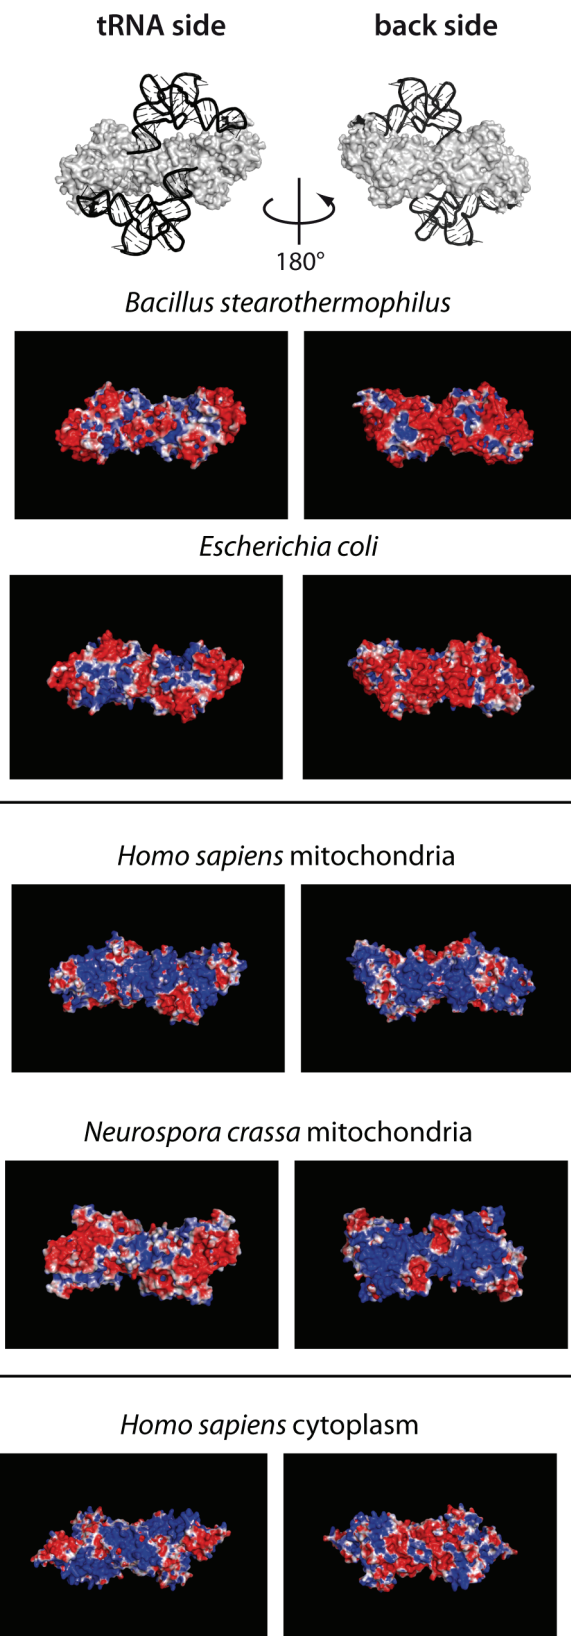 tRNA side
back side
180°
Bacillus stearothermophilus
Escherichia coli
Homo sapiens mitochondria
Neurospora crassa mitochondria
Homo sapiens cytoplasm